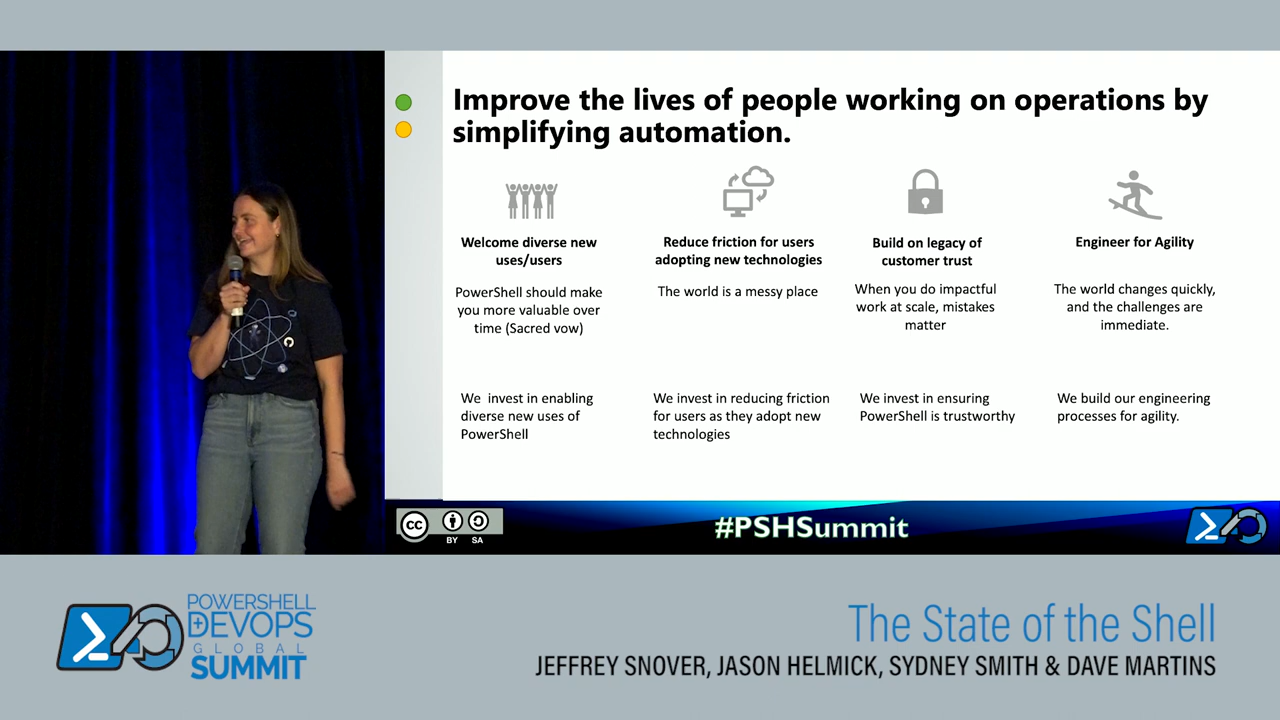 Improve the lives of people working on operations by
simplifying automation.
Welcome diverse new
uses/users
PowerShell should make
you more valuable over
time (Sacred vow)
We invest in enabling
diverse new uses of
PowerShell
Reduce friction for users
adopting new technologies
The world is a messy place
We invest in reducing friction
for users as they adopt new
technologies
Build on legacy of
customer trust
When you do impactful
work at scale, mistakes
matter
We invest in ensuring
PowerShell is trustworthy
Engineer for Agility
The world changes quickly,
and the challenges are
immediate.
We build our engineering
processes for agility.
cc
BY SA
#PSHSummit
POWERSHELL
+DEVOPS
GLOBAL
SUMMIT
The State of the Shell
JEFFREY SNOVER, JASON HELMICK, SYDNEY SMITH & DAVE MARTINS